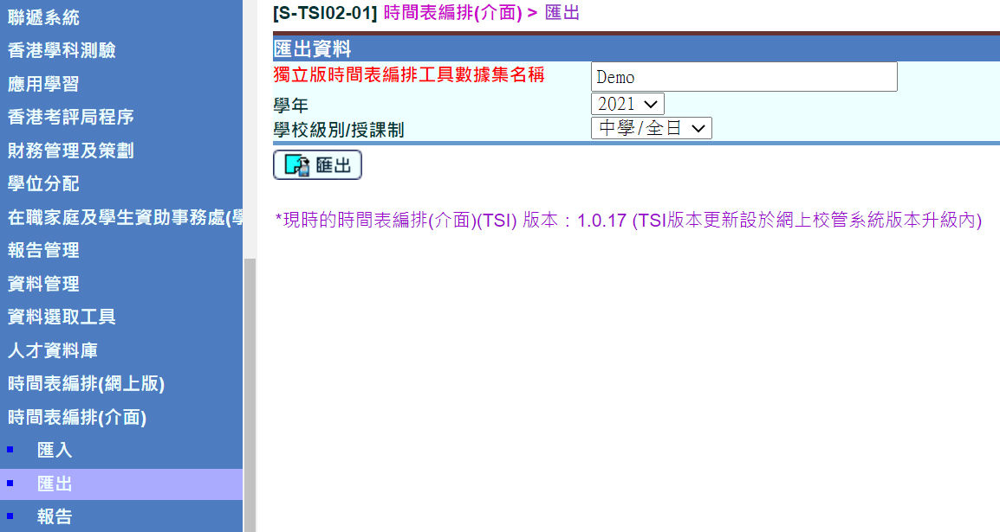 聯遞系統
香港學科測驗
應用學習
香港考評局程序
財務管理及策劃
學位分配
在職家庭及學生資助事務處(學
報告管理
資料管理
資料選取工具
人才資料庫
時間表編排(網上版)
時間表編排(介面)
匯入
匯出
報告
[S-TSI02-01] 時間表編排(介面) > 匯出
匯出資料
獨立版時間表編排工具數據集名稱 Demo
學年 2021
學校級別/授課制 中學/全日
匯出
*現時的時間表編排(介面)(TSI) 版本：1.0.17 (TSI版本更新設於網上校管系統版本升級內)